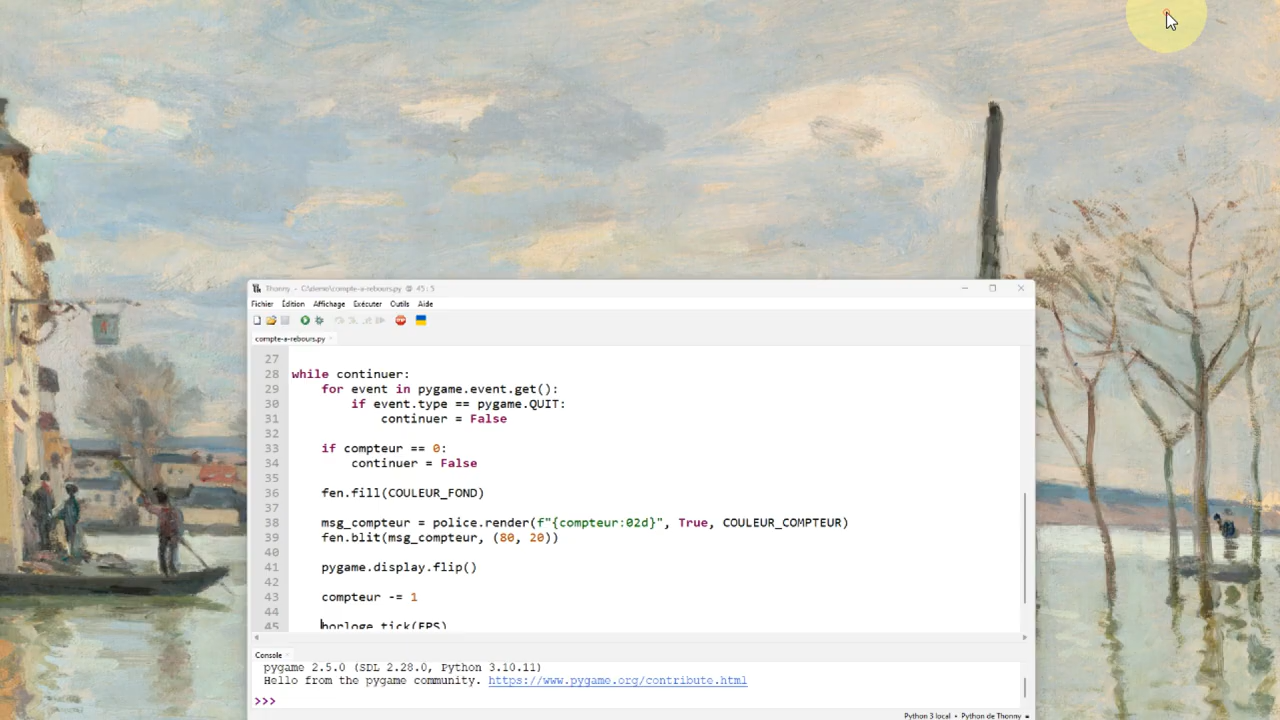 Thonny - C:\demo\compte-a-rebours.py @ 45 : 5
Fichier Édition Affichage Exécuter Outils Aide
compte-a-rebours.py
27
28 while continuer:
29 for event in pygame.event.get():
30 if event.type == pygame.QUIT:
31 continuer = False
32
33 if compteur == 0:
34 continuer = False
35
36 fen.fill(COULEUR_FOND)
37
38 msg_compteur = police.render(f"{compteur:02d}", True, COULEUR_COMPTEUR)
39 fen.blit(msg_compteur, (80, 20))
40
41 pygame.display.flip()
42
43 compteur -= 1
44
45 horloge.tick(FPS)
Console
pygame 2.5.0 (SDL 2.28.0, Python 3.10.11)
Hello from the pygame community. https://www.pygame.org/contribute.html
>>>
Python 3 local • Python de Thonny